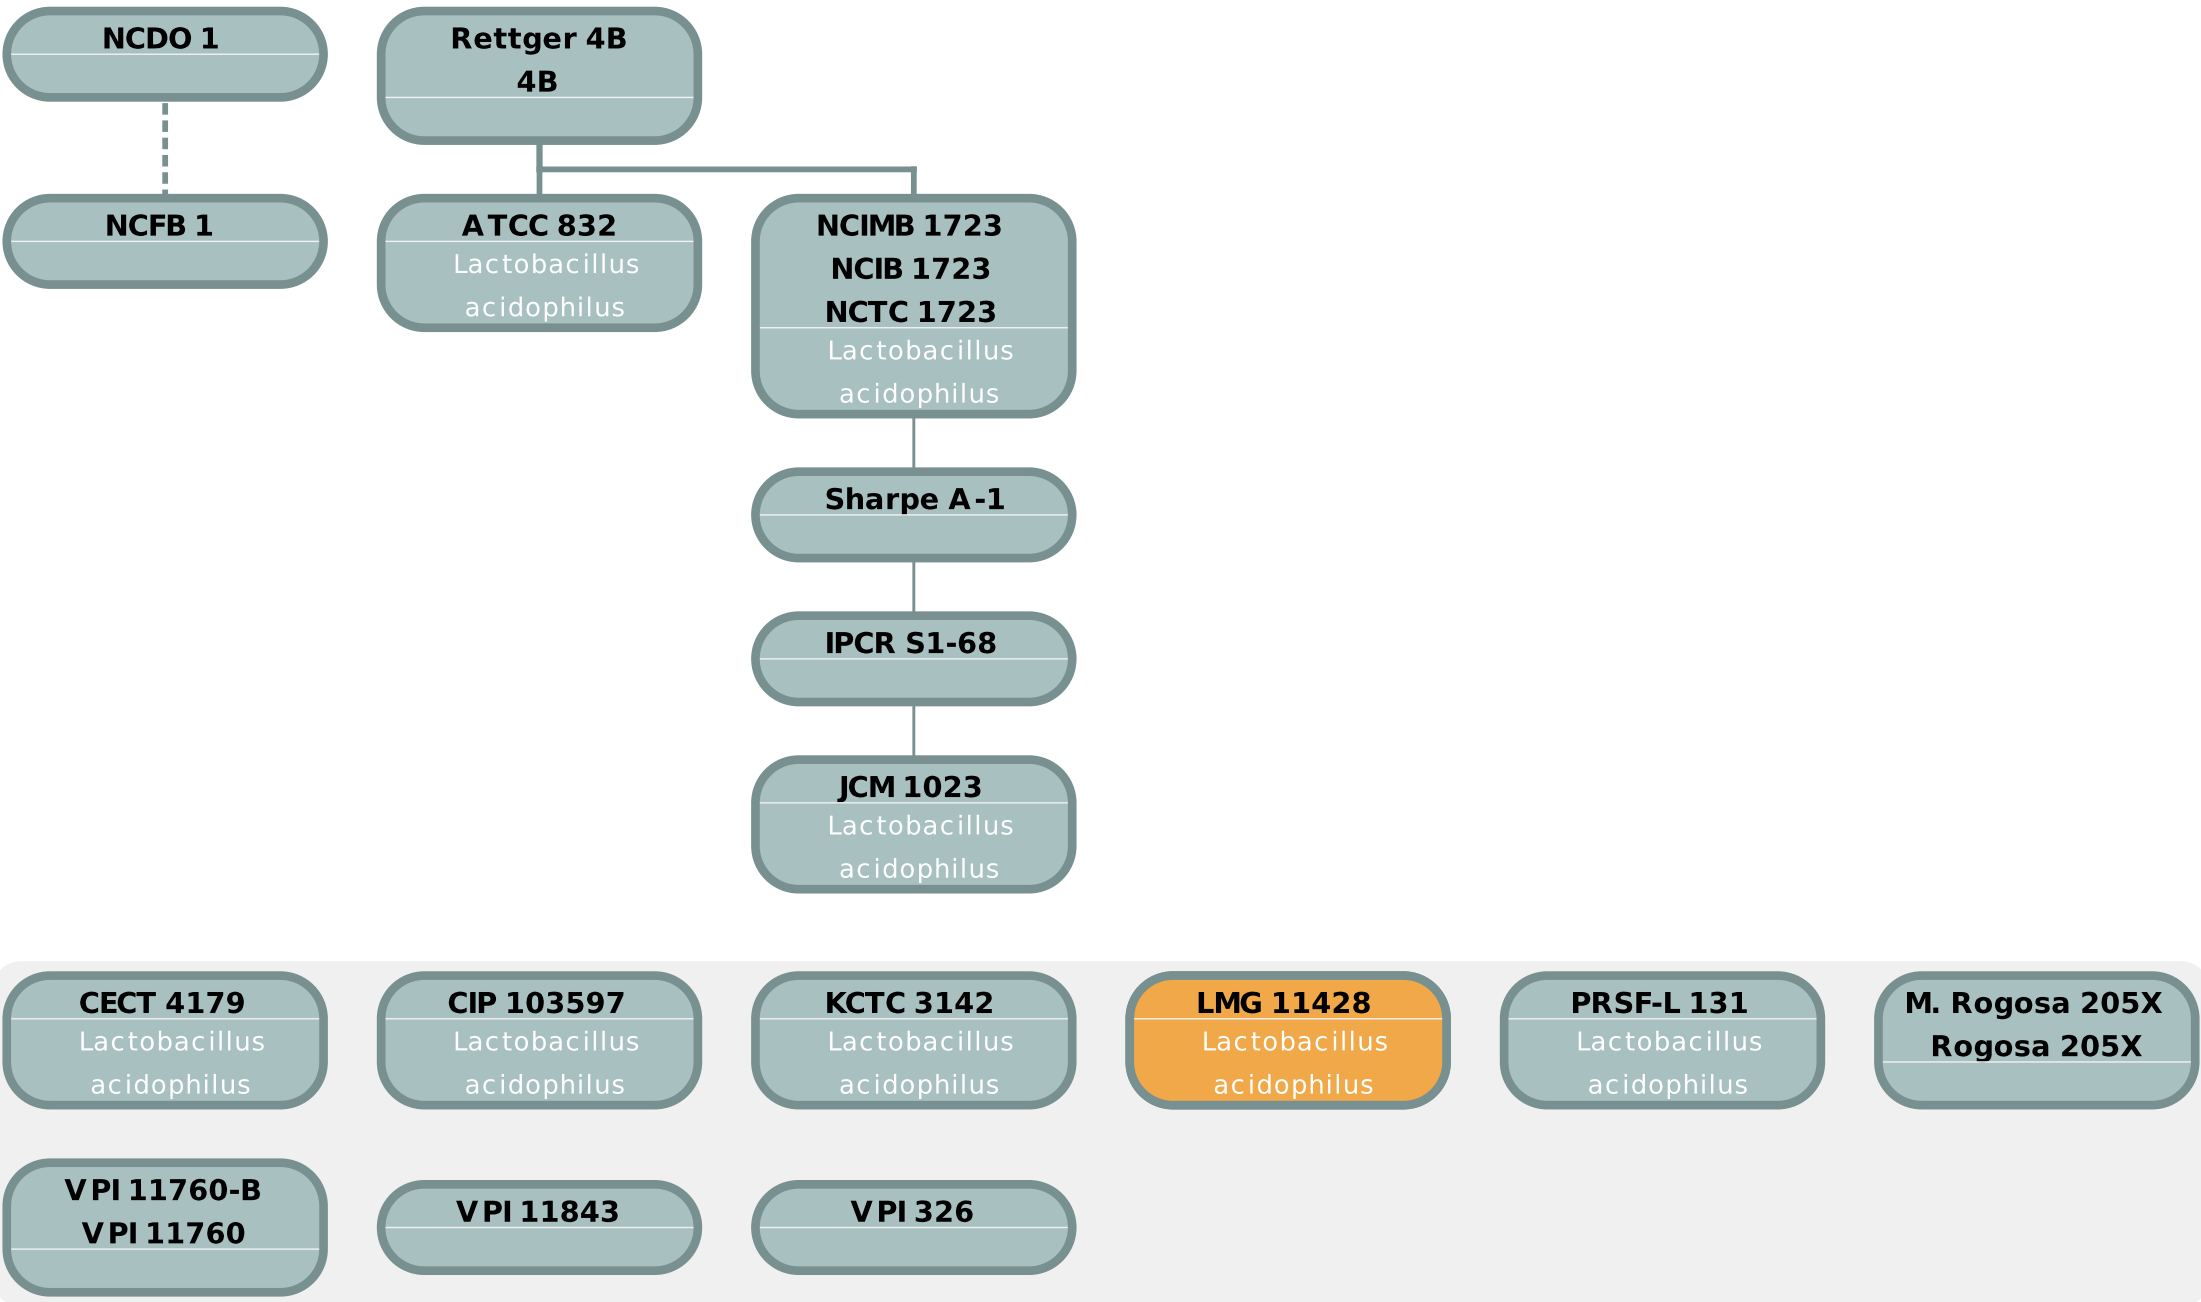 NCDO 1
Rettger 4B
4B
NCFB 1
ATCC 832
Lactobacillus
acidophilus
NCIMB 1723
NCIB 1723
NCTC 1723
Lactobacillus
acidophilus
Sharpe A-1
IPCR S1-68
JCM 1023
Lactobacillus
acidophilus
CECT 4179
Lactobacillus
acidophilus
CIP 103597
Lactobacillus
acidophilus
KCTC 3142
Lactobacillus
acidophilus
LMG 11428
Lactobacillus
acidophilus
PRSF-L 131
Lactobacillus
acidophilus
M. Rogosa 205X
Rogosa 205X
VPI 11760-B
VPI 11760
VPI 11843
VPI 326